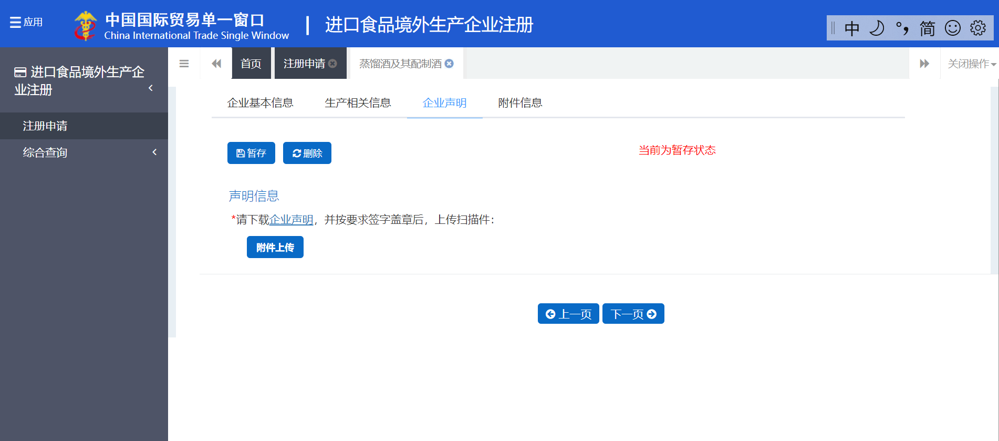 应用
中国国际贸易单一窗口
China International Trade Single Window
进口食品境外生产企业注册
中 °, 简
进口食品境外生产企
业注册
注册申请
综合查询
首页 注册申请 蒸馏酒及其配制酒 关闭操作
企业基本信息 生产相关信息 企业声明 附件信息
暂存 删除 当前为暂存状态
声明信息
*请下载企业声明，并按要求签字盖章后，上传扫描件：
附件上传
上一页 下一页